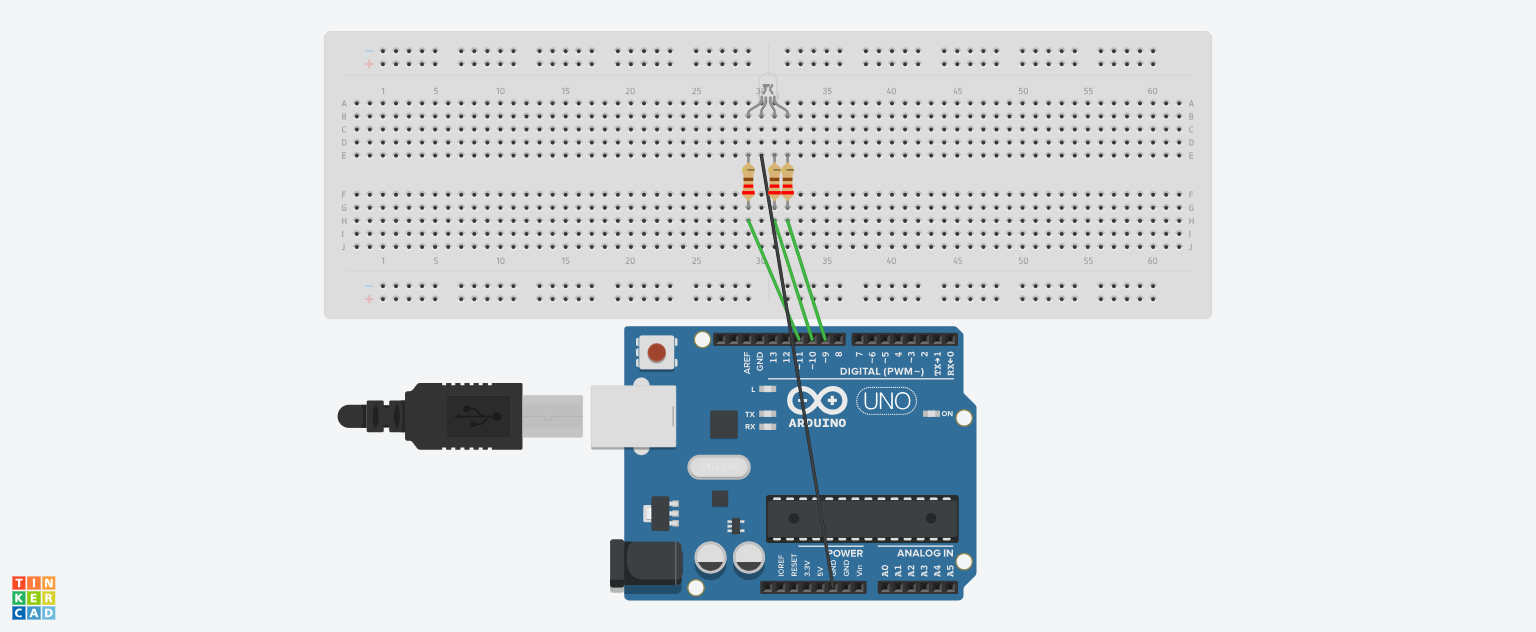 − −
+ +
1 5 10 15 20 25 30 35 40 45 50 55 60
A A
B B
C C
D D
E E
F F
G G
H H
I I
J J
1 5 10 15 20 25 30 35 40 45 50 55 60
−
+
AREF GND 13 12 ~11 ~10 ~9 8 7 ~6 ~5 4 ~3 2 TX→1 RX←0
DIGITAL (PWM~)
L
TX
RX
ARDUINO
UNO
ON
POWER ANALOG IN
IOREF RESET 3.3V 5V GND GND Vin A0 A1 A2 A3 A4 A5
TIN
KER
CAD